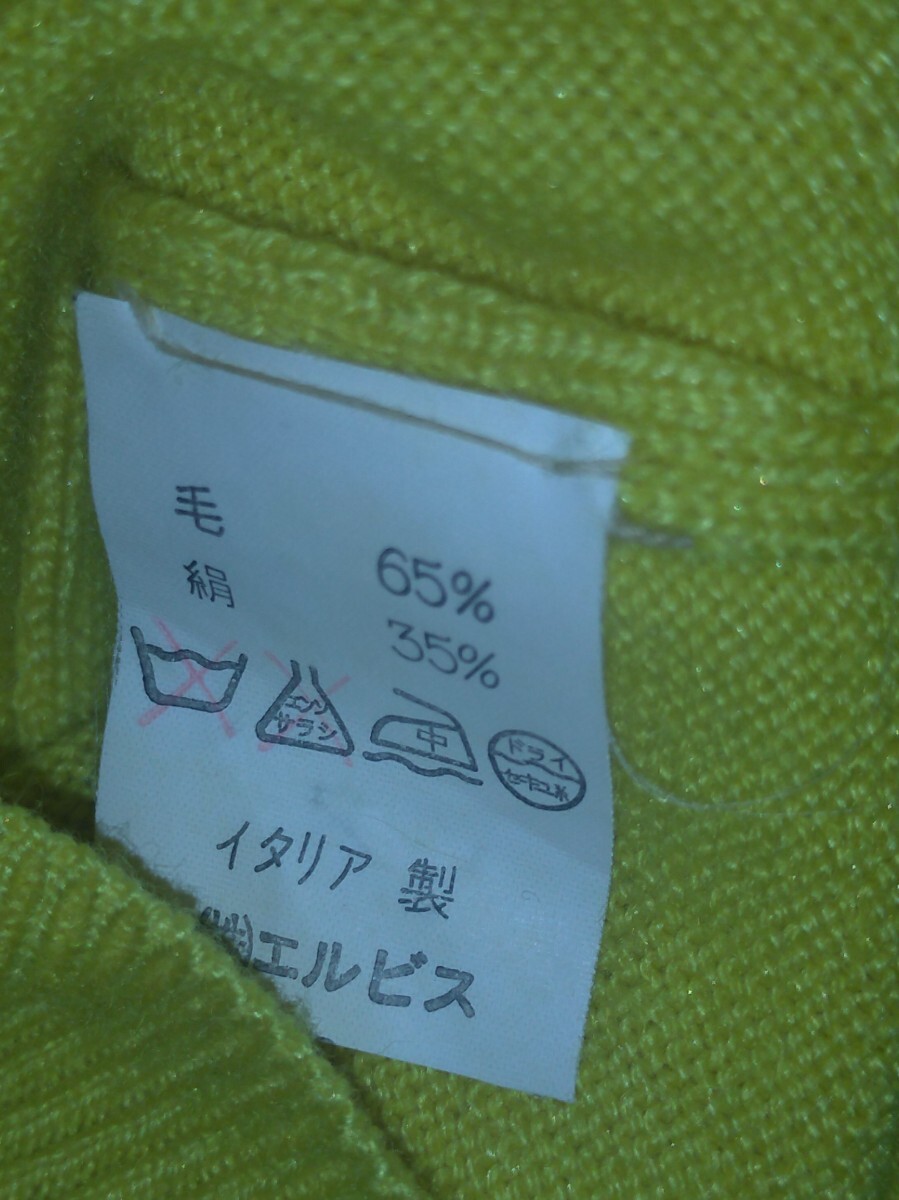 毛 65%
絹 35%
エンソ サラシ 中 ドライ セキユ系
イタリア 製
㈱エルビス